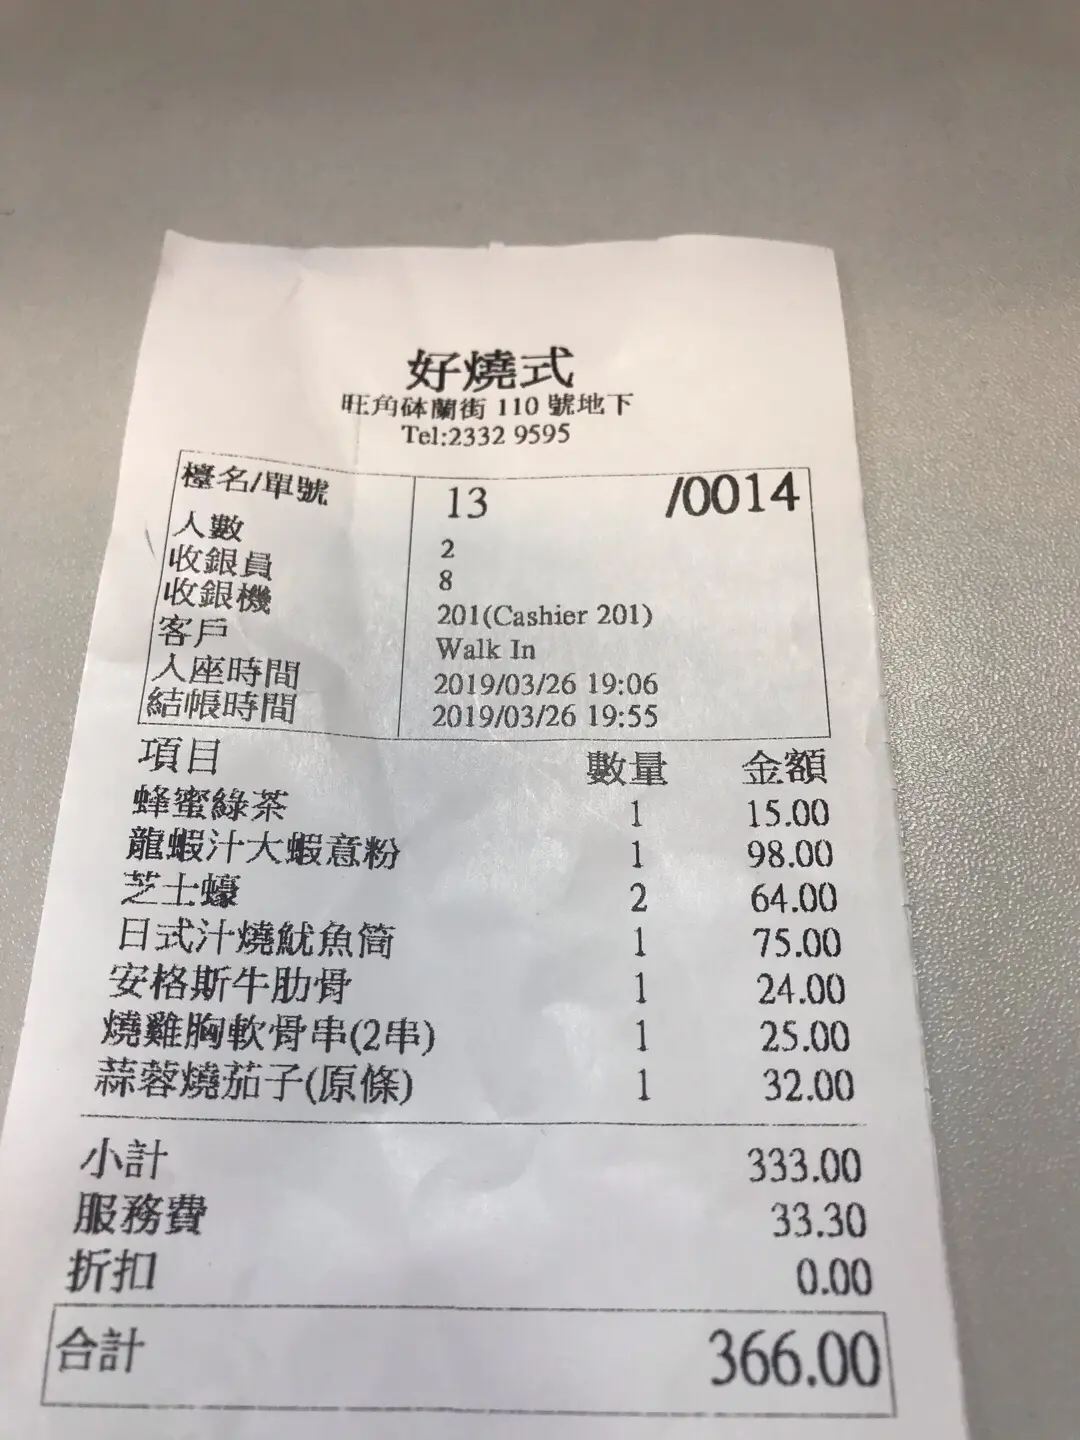 好燒式
旺角砵蘭街 110 號地下
Tel:2332 9595
檯名/單號 13 /0014
人數 2
收銀員 8
收銀機 201(Cashier 201)
客戶 Walk In
入座時間 2019/03/26 19:06
結帳時間 2019/03/26 19:55
項目 數量 金額
蜂蜜綠茶 1 15.00
龍蝦汁大蝦意粉 1 98.00
芝士蠔 2 64.00
日式汁燒魷魚筒 1 75.00
安格斯牛肋骨 1 24.00
燒雞胸軟骨串(2串) 1 25.00
蒜蓉燒茄子(原條) 1 32.00
小計 333.00
服務費 33.30
折扣 0.00
合計 366.00